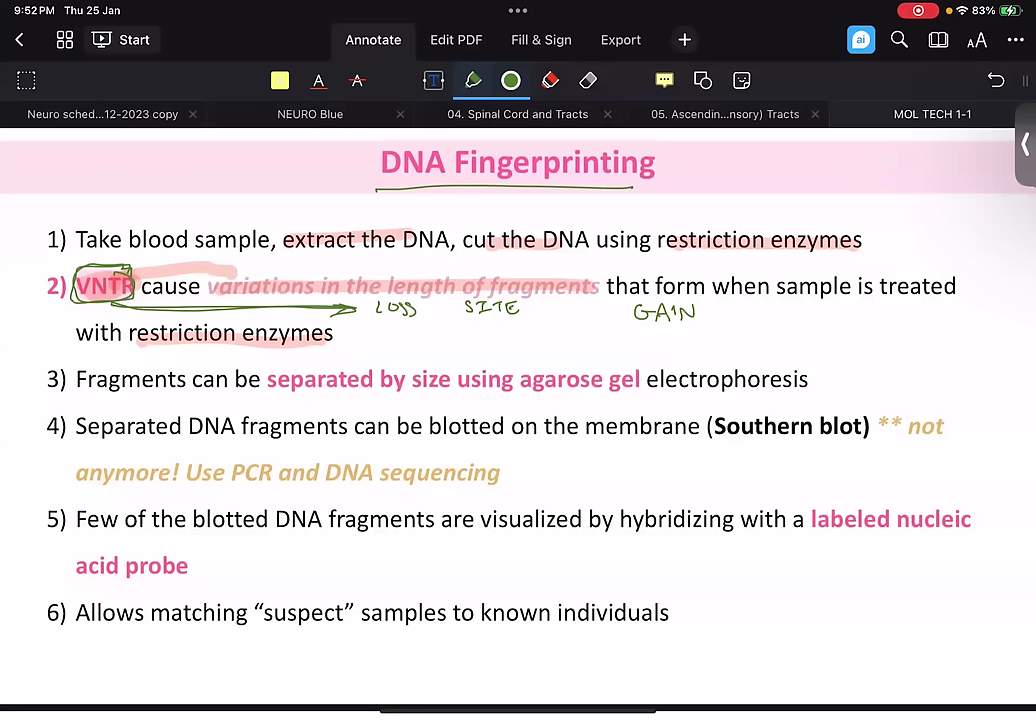 9:52 PM Thu 25 Jan 83%
Start Annotate Edit PDF Fill & Sign Export ai AA
A A T
Neuro sched....12-2023 copy NEURO Blue 04. Spinal Cord and Tracts 05. Ascendin...nsory) Tracts MOL TECH 1-1
DNA Fingerprinting
1) Take blood sample, extract the DNA, cut the DNA using restriction enzymes
2) VNTR cause variations in the length of fragments that form when sample is treated
LOSS SITE GAIN
with restriction enzymes
3) Fragments can be separated by size using agarose gel electrophoresis
4) Separated DNA fragments can be blotted on the membrane (Southern blot) ** not
anymore! Use PCR and DNA sequencing
5) Few of the blotted DNA fragments are visualized by hybridizing with a labeled nucleic
acid probe
6) Allows matching “suspect” samples to known individuals